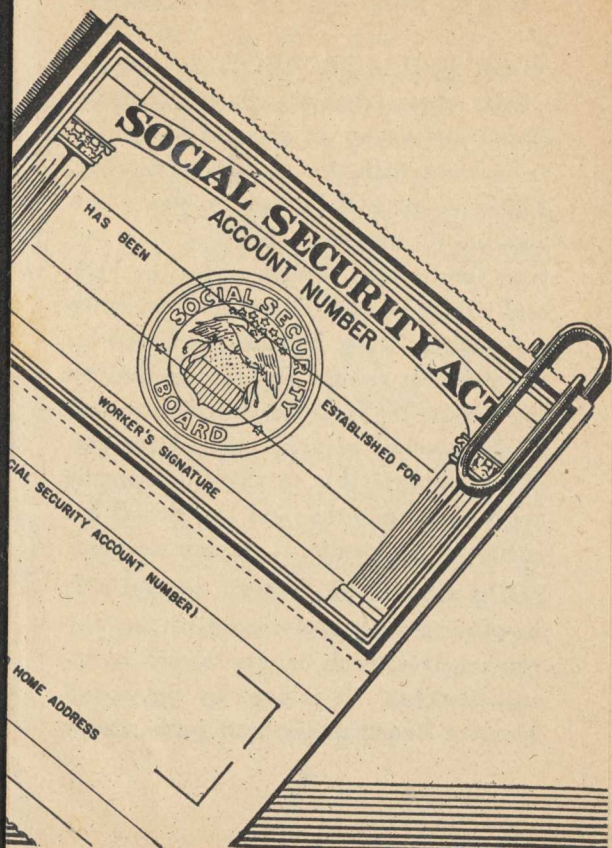 SOCIAL SECURITY ACT
ACCOUNT NUMBER
HAS BEEN
ESTABLISHED FOR
SOCIAL SECURITY
BOARD
WORKER'S SIGNATURE
CIAL SECURITY ACCOUNT NUMBER)
HOME ADDRESS